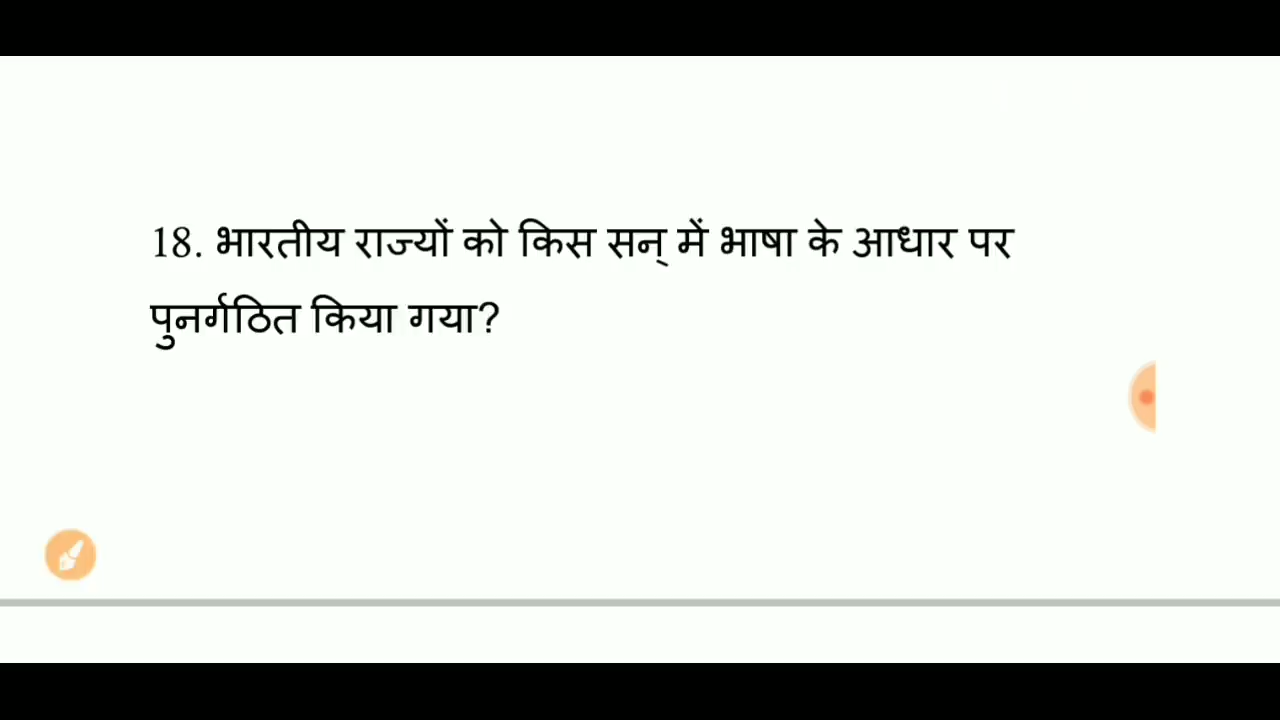 18. भारतीय राज्यों को किस सन् में भाषा के आधार पर
पुनर्गठित किया गया?